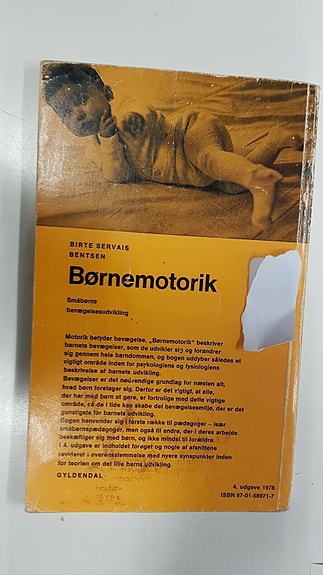 BIRTE SERVAIS
BENTSEN
Børnemotorik
Småbørns
bevægelsesudvikling
Motorik betyder bevægelse. „Børnemotorik" beskriver
barnets bevægelser, som de udvikler sig og forandrer
sig gennem hele barndommen, og bogen uddyber således et
vigtigt område inden for psykologiens og fysiologiens
beskrivelse af barnets udvikling.
Bevægelser er det nødvendige grundlag for næsten alt,
hvad børn foretager sig. Derfor er det vigtigt, at alle,
der har med børn at gøre, er fortrolige med dette vigtige
område, så de i tide kan skabe det bevægelsesmiljø, der er det
gunstigste for barnets udvikling.
Bogen henvender sig i første række til pædagoger – især
småbørnspædagoger, men også til andre, der i deres arbejde
beskæftiger sig med børn, og ikke mindst til forældre.
I 4. udgave er indholdet forøget og nogle af afsnittene
revideret i overensstemmelse med nyere synspunkter inden
for teorien om det lille barns udvikling.
GYLDENDAL
4. udgave 1978
ISBN 87-01-58971-7